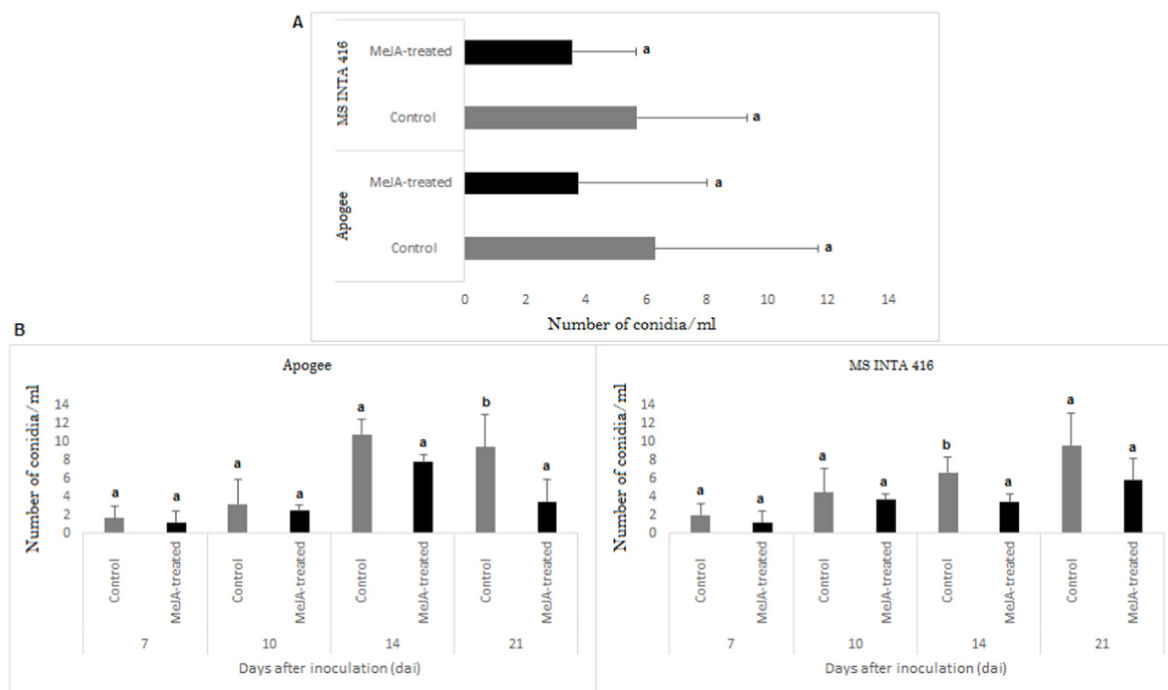 A
MS INTA 416
MeJA-treated
a
Control
a
Apogee
MeJA-treated
a
Control
a
0 2 4 6 8 10 12 14
Number of conidia/ml
B
Apogee
Number of conidia/ml
14
12
10
8
6
4
2
0
a a a a a a b a
Control MeJA-treated Control MeJA-treated Control MeJA-treated Control MeJA-treated
7 10 14 21
Days after inoculation (dai)
MS INTA 416
Number of conidia/ml
14
12
10
8
6
4
2
0
a a a a b a a a
Control MeJA-treated Control MeJA-treated Control MeJA-treated Control MeJA-treated
7 10 14 21
Days after inoculation (dai)